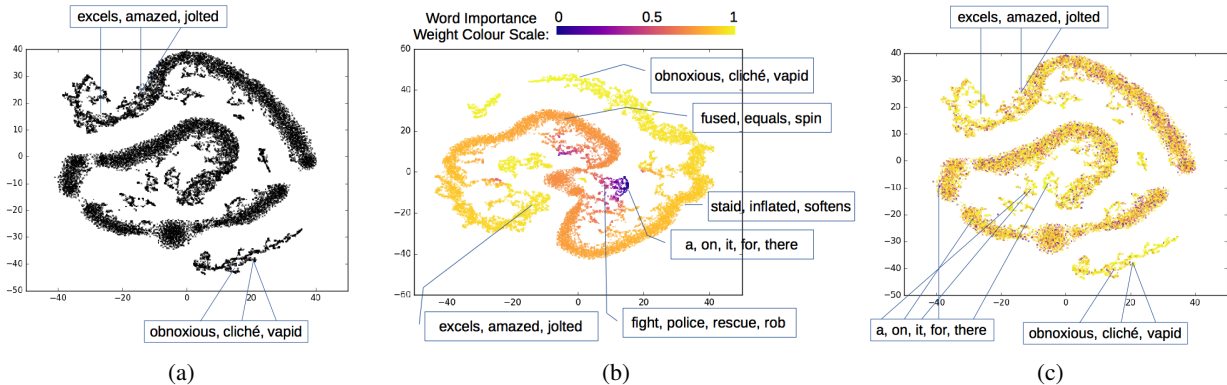 excels, amazed, jolted
40
30
20
10
0
−10
−20
−30
−40
−50
−40 −20 0 20 40
obnoxious, cliché, vapid
(a)
Word Importance
Weight Colour Scale:
0 0.5 1
60
40
20
0
−20
−40
−60
−40 −20 0 20 40
obnoxious, cliché, vapid
fused, equals, spin
staid, inflated, softens
a, on, it, for, there
excels, amazed, jolted
fight, police, rescue, rob
(b)
excels, amazed, jolted
40
30
20
10
0
−10
−20
−30
−40
−50
−40 −20 0 20 40
a, on, it, for, there
obnoxious, cliché, vapid
(c)